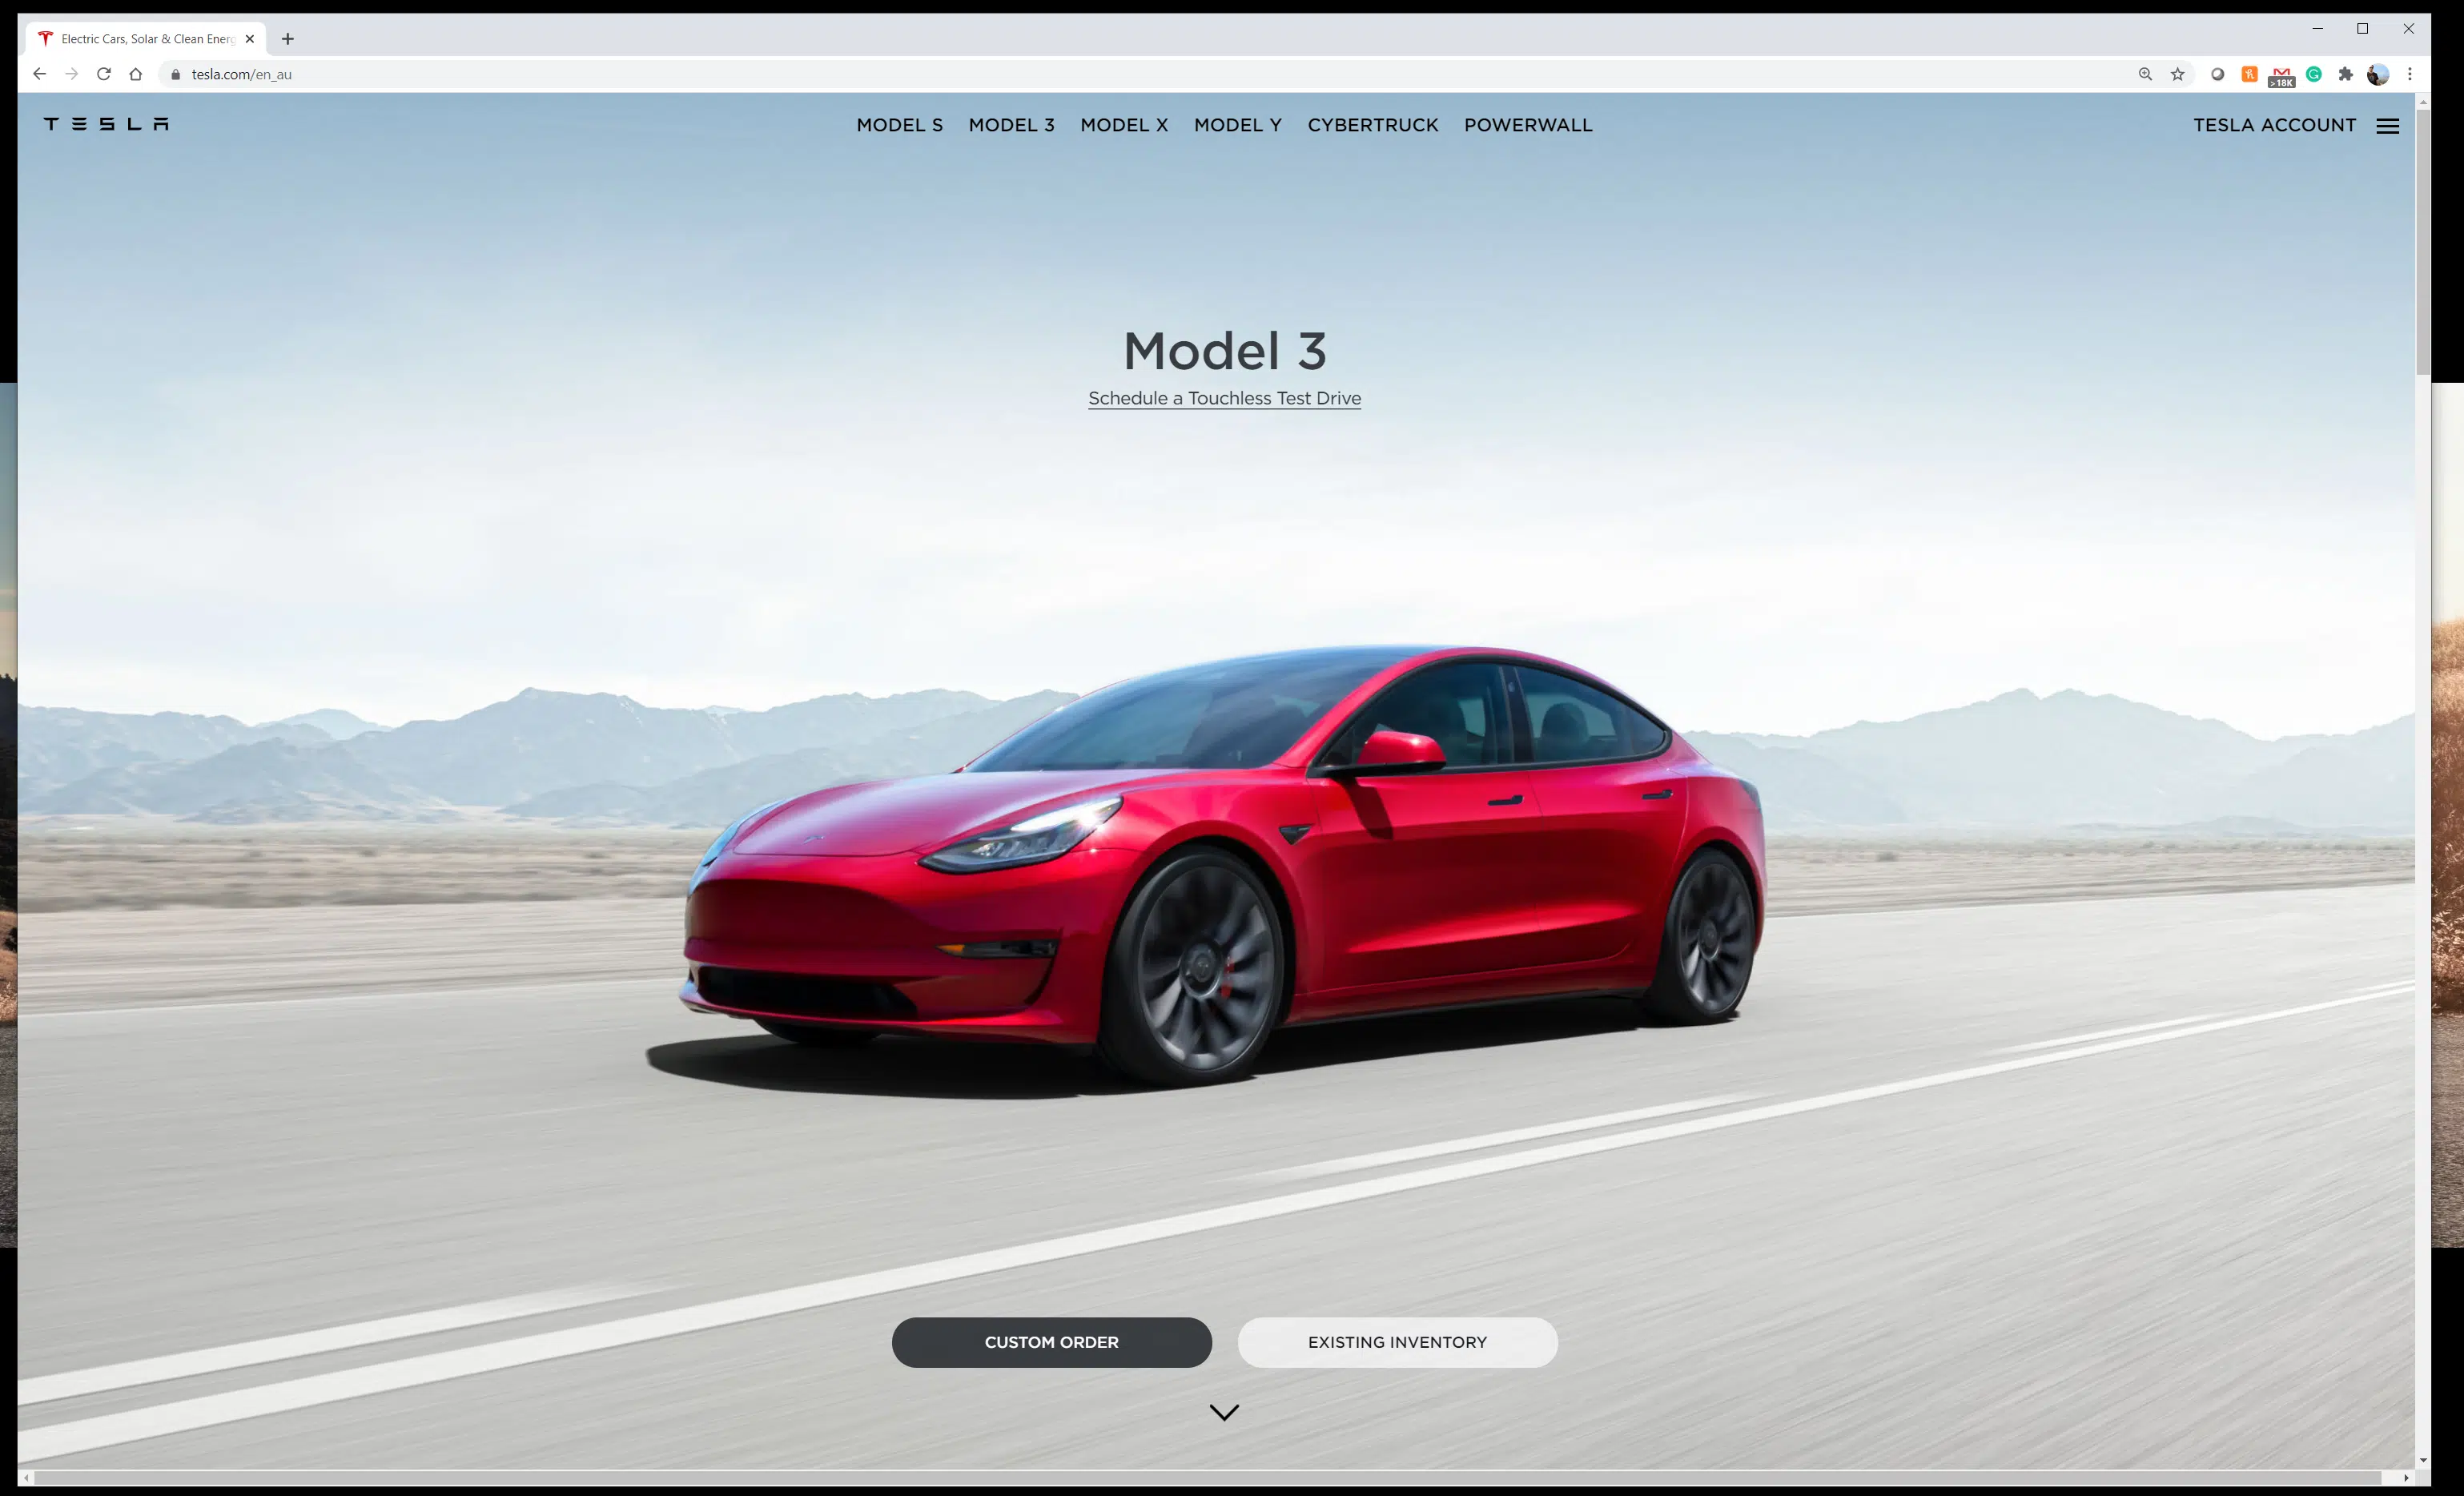 Electric Cars, Solar & Clean Energ
tesla.com/en_au
>18K
TESLA
MODEL S MODEL 3 MODEL X MODEL Y CYBERTRUCK POWERWALL
TESLA ACCOUNT
Model 3
Schedule a Touchless Test Drive
CUSTOM ORDER
EXISTING INVENTORY